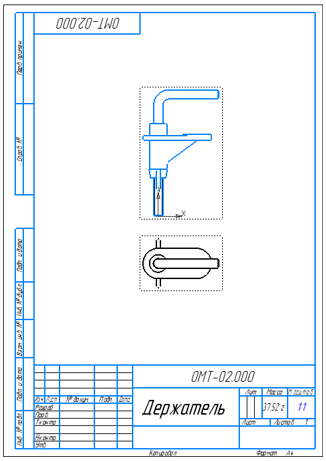 ОМТ-02.000
Перв. примен.
Справ. №
Подп. и дата
Инв. № дубл.
Взам. инв. №
Подп. и дата
Инв. № подл.
X
ОМТ-02.000
Изм Лист № докум. Подп. Дата
Разраб.
Пров.
Т.контр.
Н.контр.
Утв.
Держатель
Лит. Масса Масштаб
37,52 г 1:1
Лист Листов 1
Копировал Формат А4